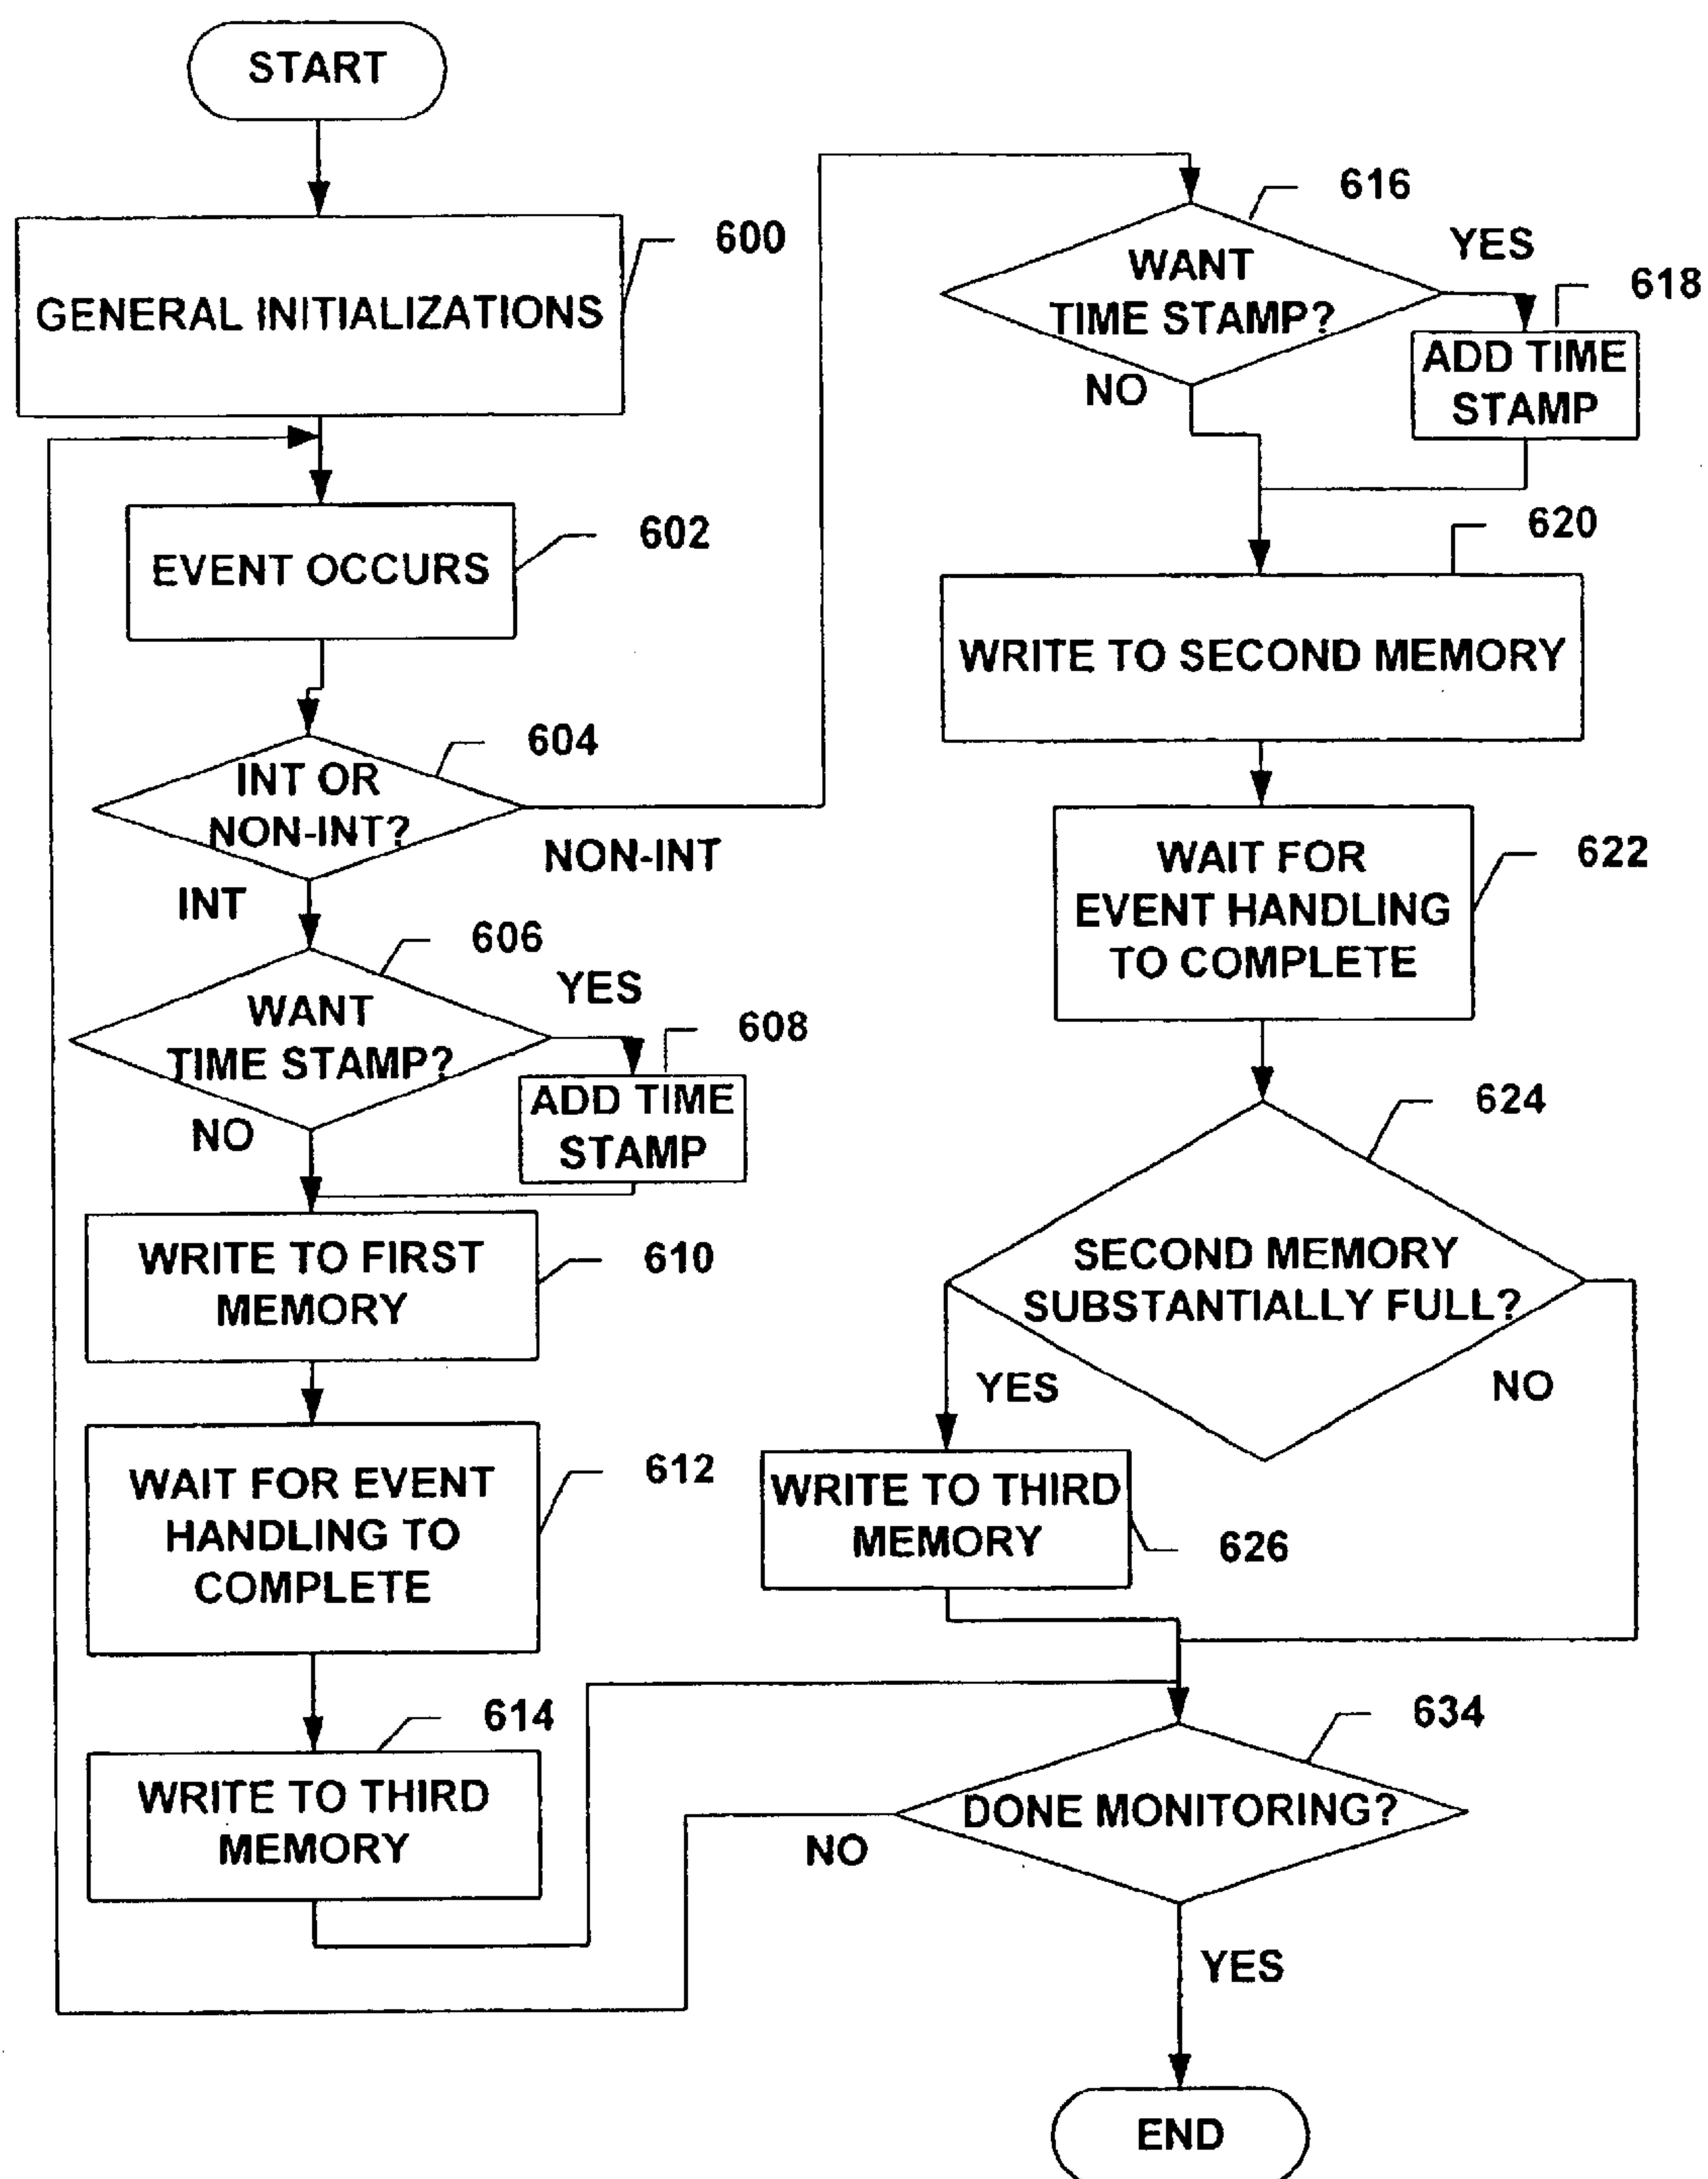 START
600
GENERAL INITIALIZATIONS
602
EVENT OCCURS
604
INT OR
NON-INT?
NON-INT
INT
606
WANT
TIME STAMP?
YES
608
ADD TIME
STAMP
NO
WRITE TO FIRST
MEMORY
610
WAIT FOR EVENT
HANDLING TO
COMPLETE
612
614
WRITE TO THIRD
MEMORY
616
WANT
TIME STAMP?
YES
618
ADD TIME
STAMP
NO
620
WRITE TO SECOND MEMORY
WAIT FOR
EVENT HANDLING
TO COMPLETE
622
624
SECOND MEMORY
SUBSTANTIALLY FULL?
YES
NO
WRITE TO THIRD
MEMORY
626
634
DONE MONITORING?
NO
YES
END